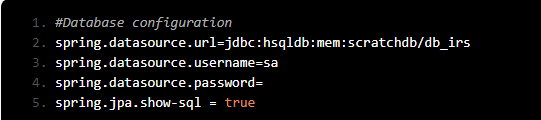 1. #Database configuration
2. spring.datasource.url=jdbc:hsqldb:mem:scratchdb/db_irs
3. spring.datasource.username=sa
4. spring.datasource.password=
5. spring.jpa.show-sql = true